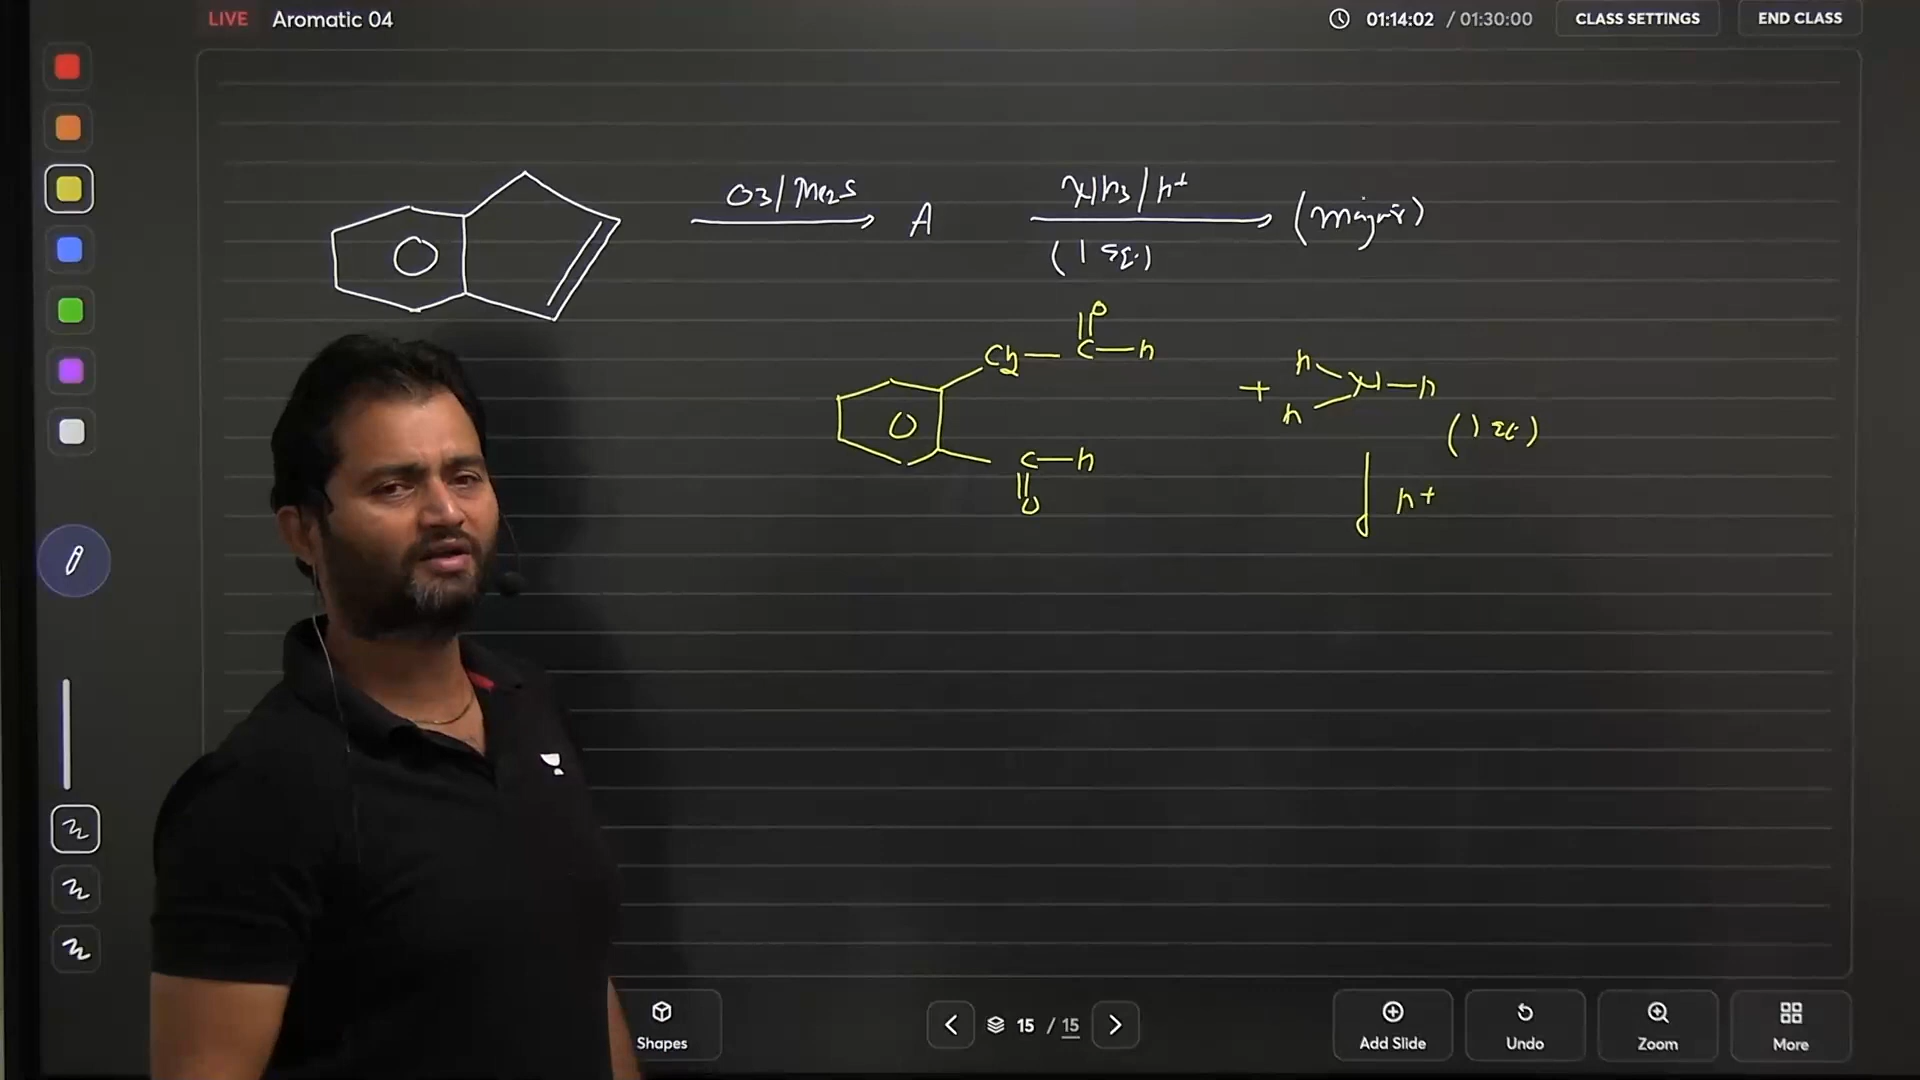 LIVE Aromatic 04 01:14:02 / 01:30:00 CLASS SETTINGS END CLASS
O3/Me2S A NH3/H+ (Major)
(1 eq.)
O
CH2 — C — H
O C — H
O
+ H N — H
H (1 eq.)
H+
Shapes 15 / 15 Add Slide Undo Zoom More